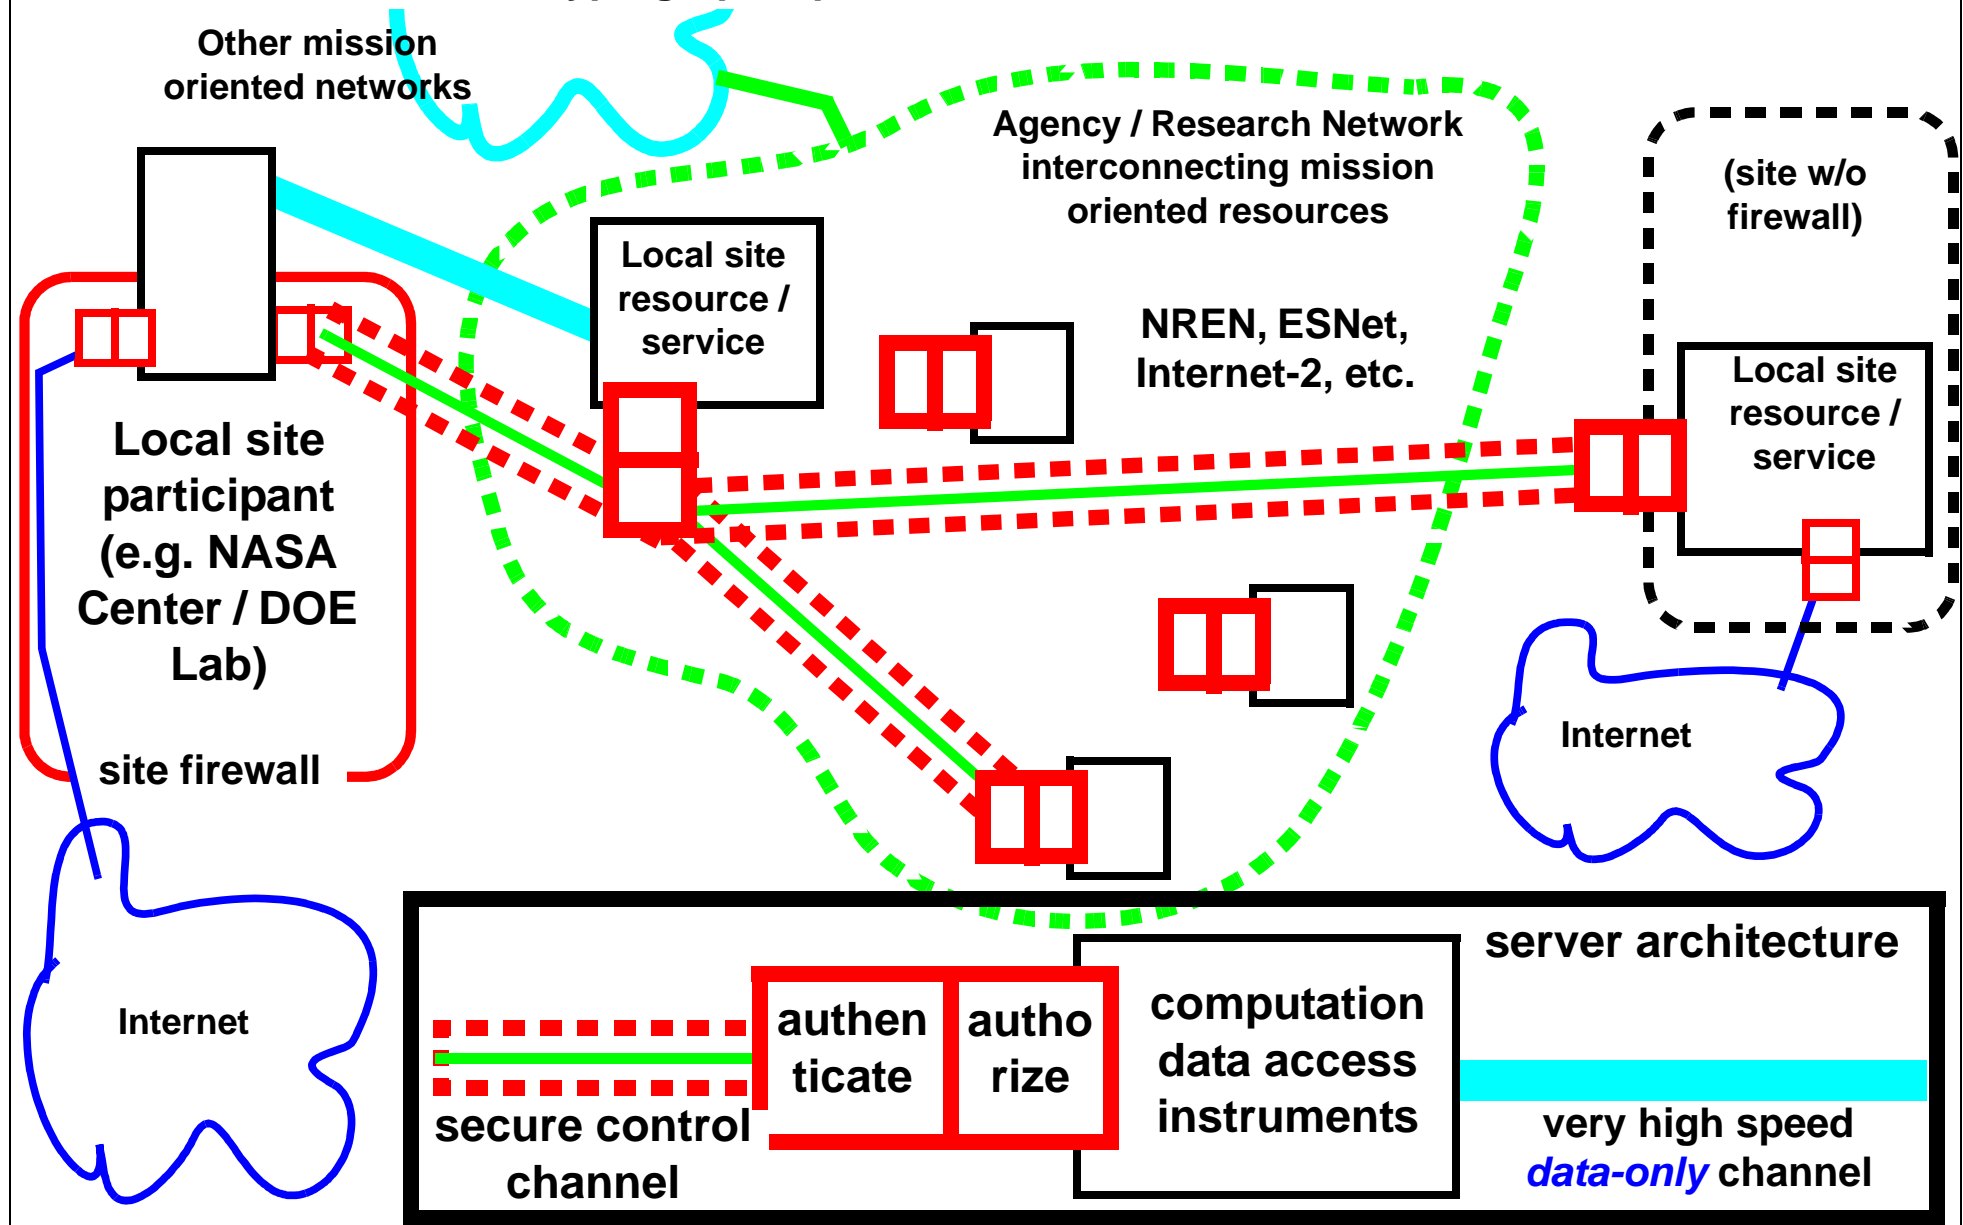 Other mission
oriented networks
Agency / Research Network
interconnecting mission
oriented resources
(site w/o
firewall)
Local site
resource /
service
NREN, ESNet,
Internet-2, etc.
Local site
resource /
service
Local site
participant
(e.g. NASA
Center / DOE
Lab)
site firewall
Internet
Internet
server architecture
authen
ticate
autho
rize
computation
data access
instruments
secure control
channel
very high speed
data-only channel